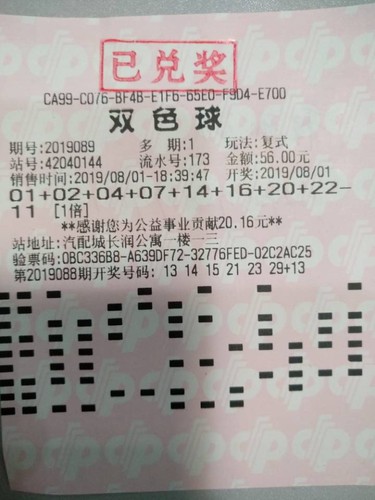 已兑奖
CA99-C076-BF4B-E1F6-65E0-F9D4-E700
双色球
期号:2019089 多期:1 玩法:复式
站号:42040144 流水号:173 金额:56.00元
销售时间:2019/08/01-18:39:47 开奖:2019/08/01
01+02+04+07+14+16+20+22-
11 [1倍]
**感谢您为公益事业贡献20.16元**
站地址:汽配城长润公寓一楼一三
验票码:0BC336B8-A639DF72-32776FED-02C2AC25
第2019088期开奖号码: 13 14 15 21 23 29+13